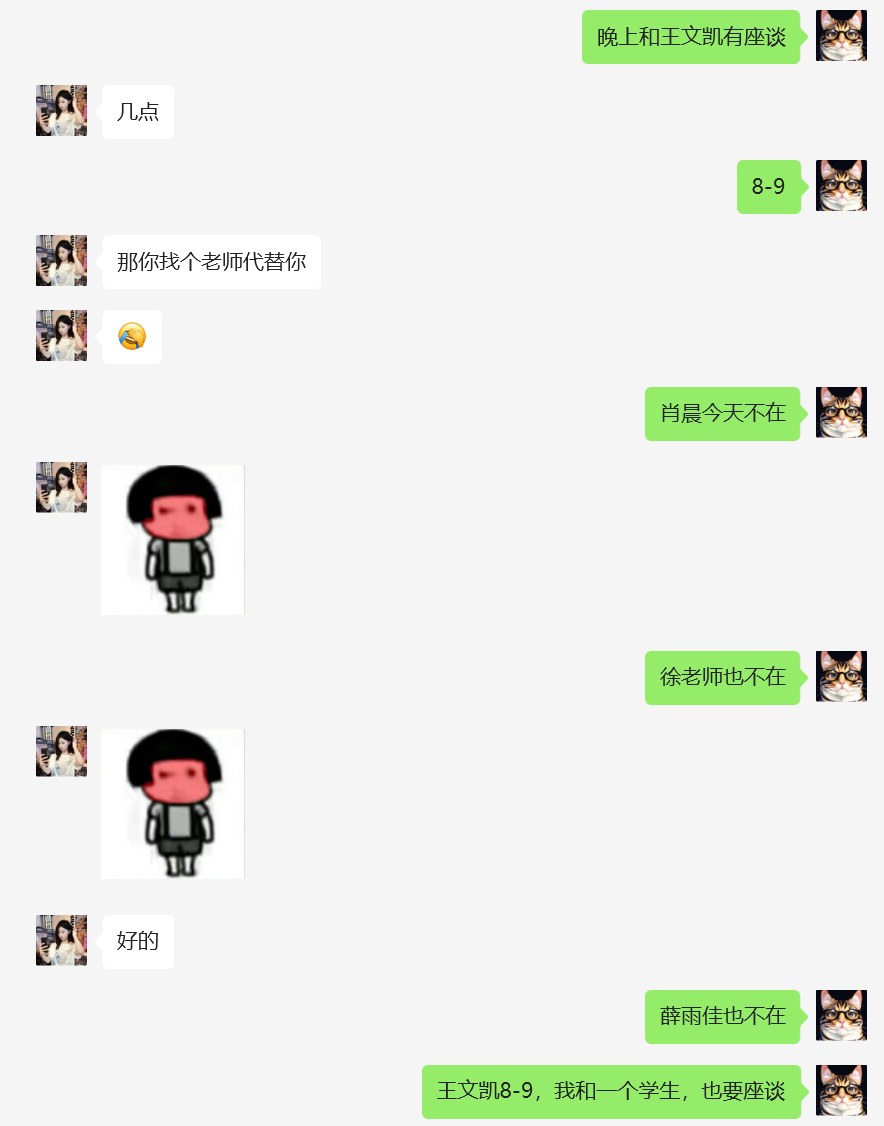 晚上和王文凯有座谈
几点
8-9
那你找个老师代替你
肖晨今天不在
徐老师也不在
好的
薛雨佳也不在
王文凯8-9，我和一个学生，也要座谈